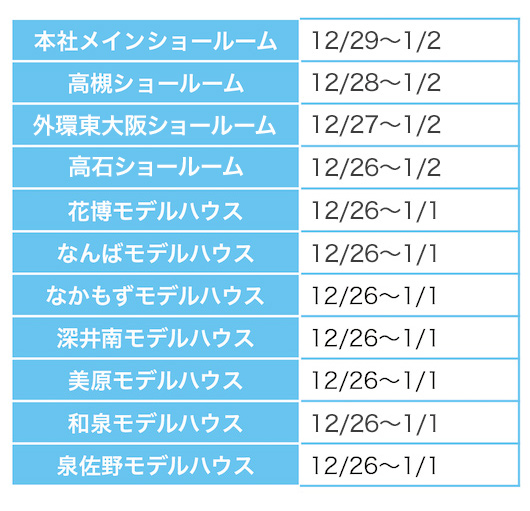 本社メインショールーム 12/29〜1/2
高槻ショールーム 12/28〜1/2
外環東大阪ショールーム 12/27〜1/2
高石ショールーム 12/26〜1/2
花博モデルハウス 12/26〜1/1
なんばモデルハウス 12/26〜1/1
なかもずモデルハウス 12/26〜1/1
深井南モデルハウス 12/26〜1/1
美原モデルハウス 12/26〜1/1
和泉モデルハウス 12/26〜1/1
泉佐野モデルハウス 12/26〜1/1